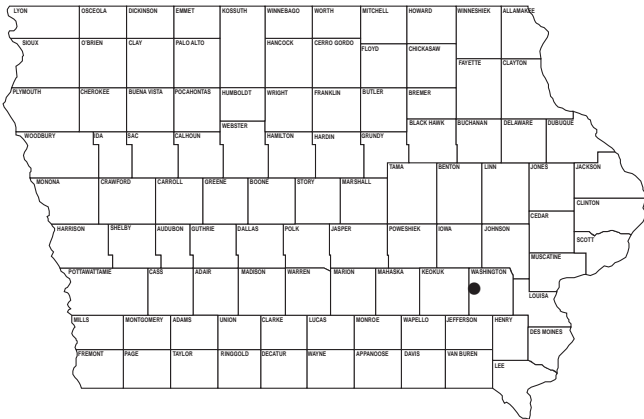 LYON OSCEOLA DICKINSON EMMET KOSSUTH WINNEBAGO WORTH MITCHELL HOWARD WINNESHIEK ALLAMAKEE
SIOUX O'BRIEN CLAY PALO ALTO HANCOCK CERRO GORDO FLOYD CHICKASAW
FAYETTE CLAYTON
PLYMOUTH CHEROKEE BUENA VISTA POCAHONTAS HUMBOLDT WRIGHT FRANKLIN BUTLER BREMER
WEBSTER BLACK HAWK BUCHANAN DELAWARE DUBUQUE
WOODBURY IDA SAC CALHOUN HAMILTON HARDIN GRUNDY
TAMA BENTON LINN JONES JACKSON
MONONA CRAWFORD CARROLL GREENE BOONE STORY MARSHALL
CLINTON
CEDAR
HARRISON SHELBY AUDUBON GUTHRIE DALLAS POLK JASPER POWESHIEK IOWA JOHNSON
SCOTT
MUSCATINE
POTTAWATTAMIE CASS ADAIR MADISON WARREN MARION MAHASKA KEOKUK WASHINGTON
LOUISA
MILLS MONTGOMERY ADAMS UNION CLARKE LUCAS MONROE WAPELLO JEFFERSON HENRY
DES MOINES
FREMONT PAGE TAYLOR RINGGOLD DECATUR WAYNE APPANOOSE DAVIS VAN BUREN
LEE